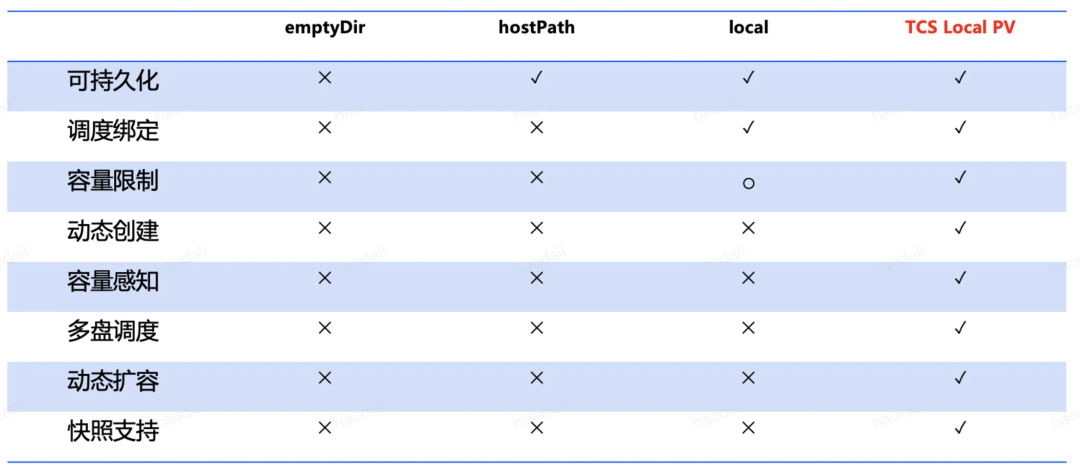 emptyDir hostPath local TCS Local PV
可持久化 × ✓ ✓ ✓
调度绑定 × × ✓ ✓
容量限制 × × ○ ✓
动态创建 × × × ✓
容量感知 × × × ✓
多盘调度 × × × ✓
动态扩容 × × × ✓
快照支持 × × × ✓